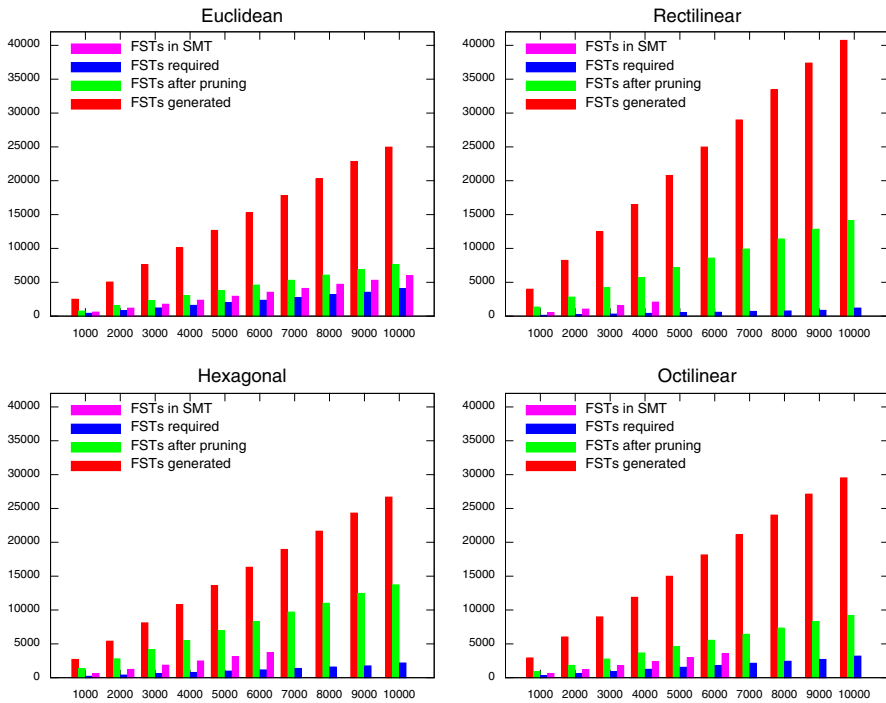 Euclidean
40000
35000
30000
25000
20000
15000
10000
5000
0
FSTs in SMT
FSTs required
FSTs after pruning
FSTs generated
1000 2000 3000 4000 5000 6000 7000 8000 9000 10000
Rectilinear
40000
35000
30000
25000
20000
15000
10000
5000
0
FSTs in SMT
FSTs required
FSTs after pruning
FSTs generated
1000 2000 3000 4000 5000 6000 7000 8000 9000 10000
Hexagonal
40000
35000
30000
25000
20000
15000
10000
5000
0
FSTs in SMT
FSTs required
FSTs after pruning
FSTs generated
1000 2000 3000 4000 5000 6000 7000 8000 9000 10000
Octilinear
40000
35000
30000
25000
20000
15000
10000
5000
0
FSTs in SMT
FSTs required
FSTs after pruning
FSTs generated
1000 2000 3000 4000 5000 6000 7000 8000 9000 10000